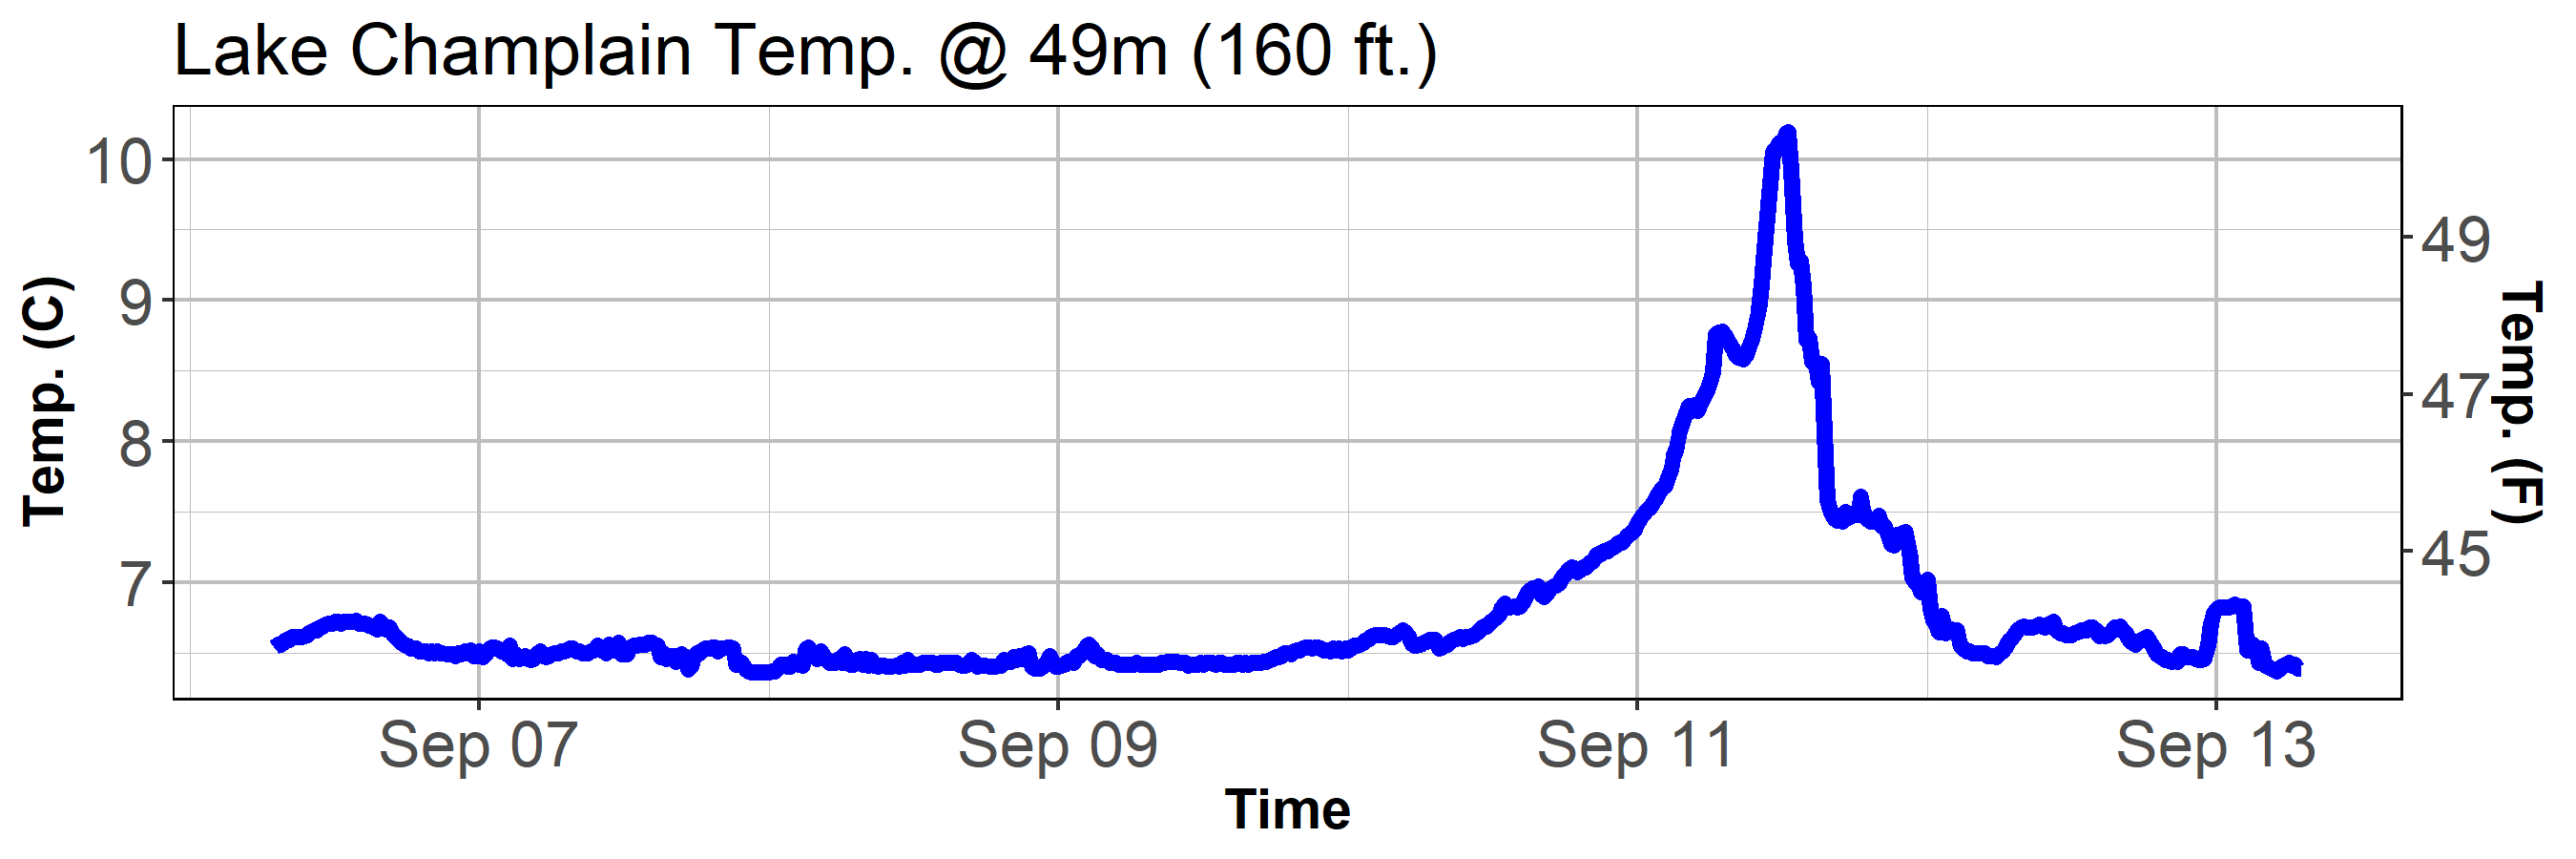 Lake Champlain Temp. @ 49m (160 ft.)
Temp. (C)
10
9
8
7
49
47
45
Temp. (F)
Sep 07 Sep 09 Sep 11 Sep 13
Time